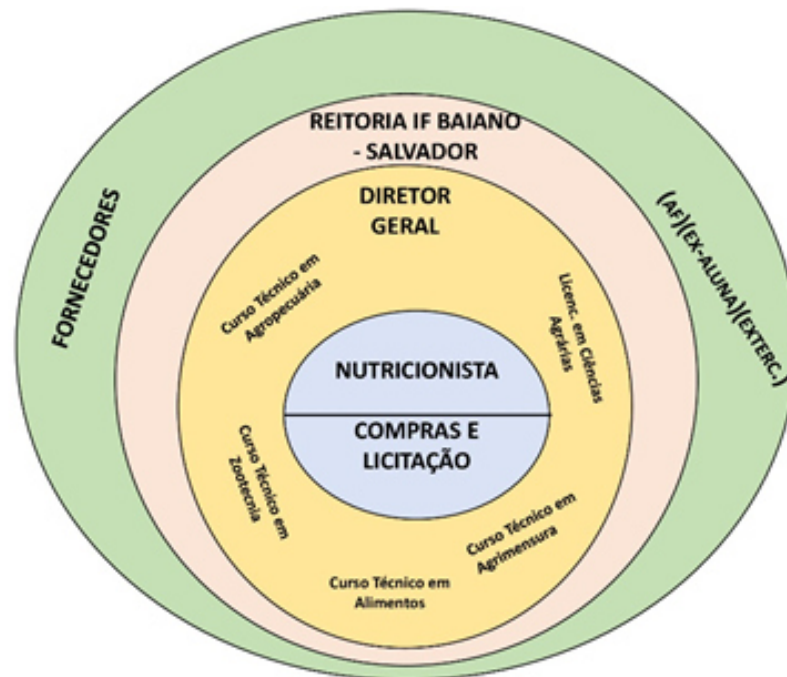 REITORIA IF BAIANO
- SALVADOR
DIRETOR
GERAL
FORNECEDORES
(AF)(EX-ALUNA)(EXTERC.)
Curso Técnico em
Agropecuária
Licenc. em Ciências
Agrárias
NUTRICIONISTA
COMPRAS E
LICITAÇÃO
Curso Técnico em
Zootecnia
Curso Técnico em
Agrimensura
Curso Técnico em
Alimentos